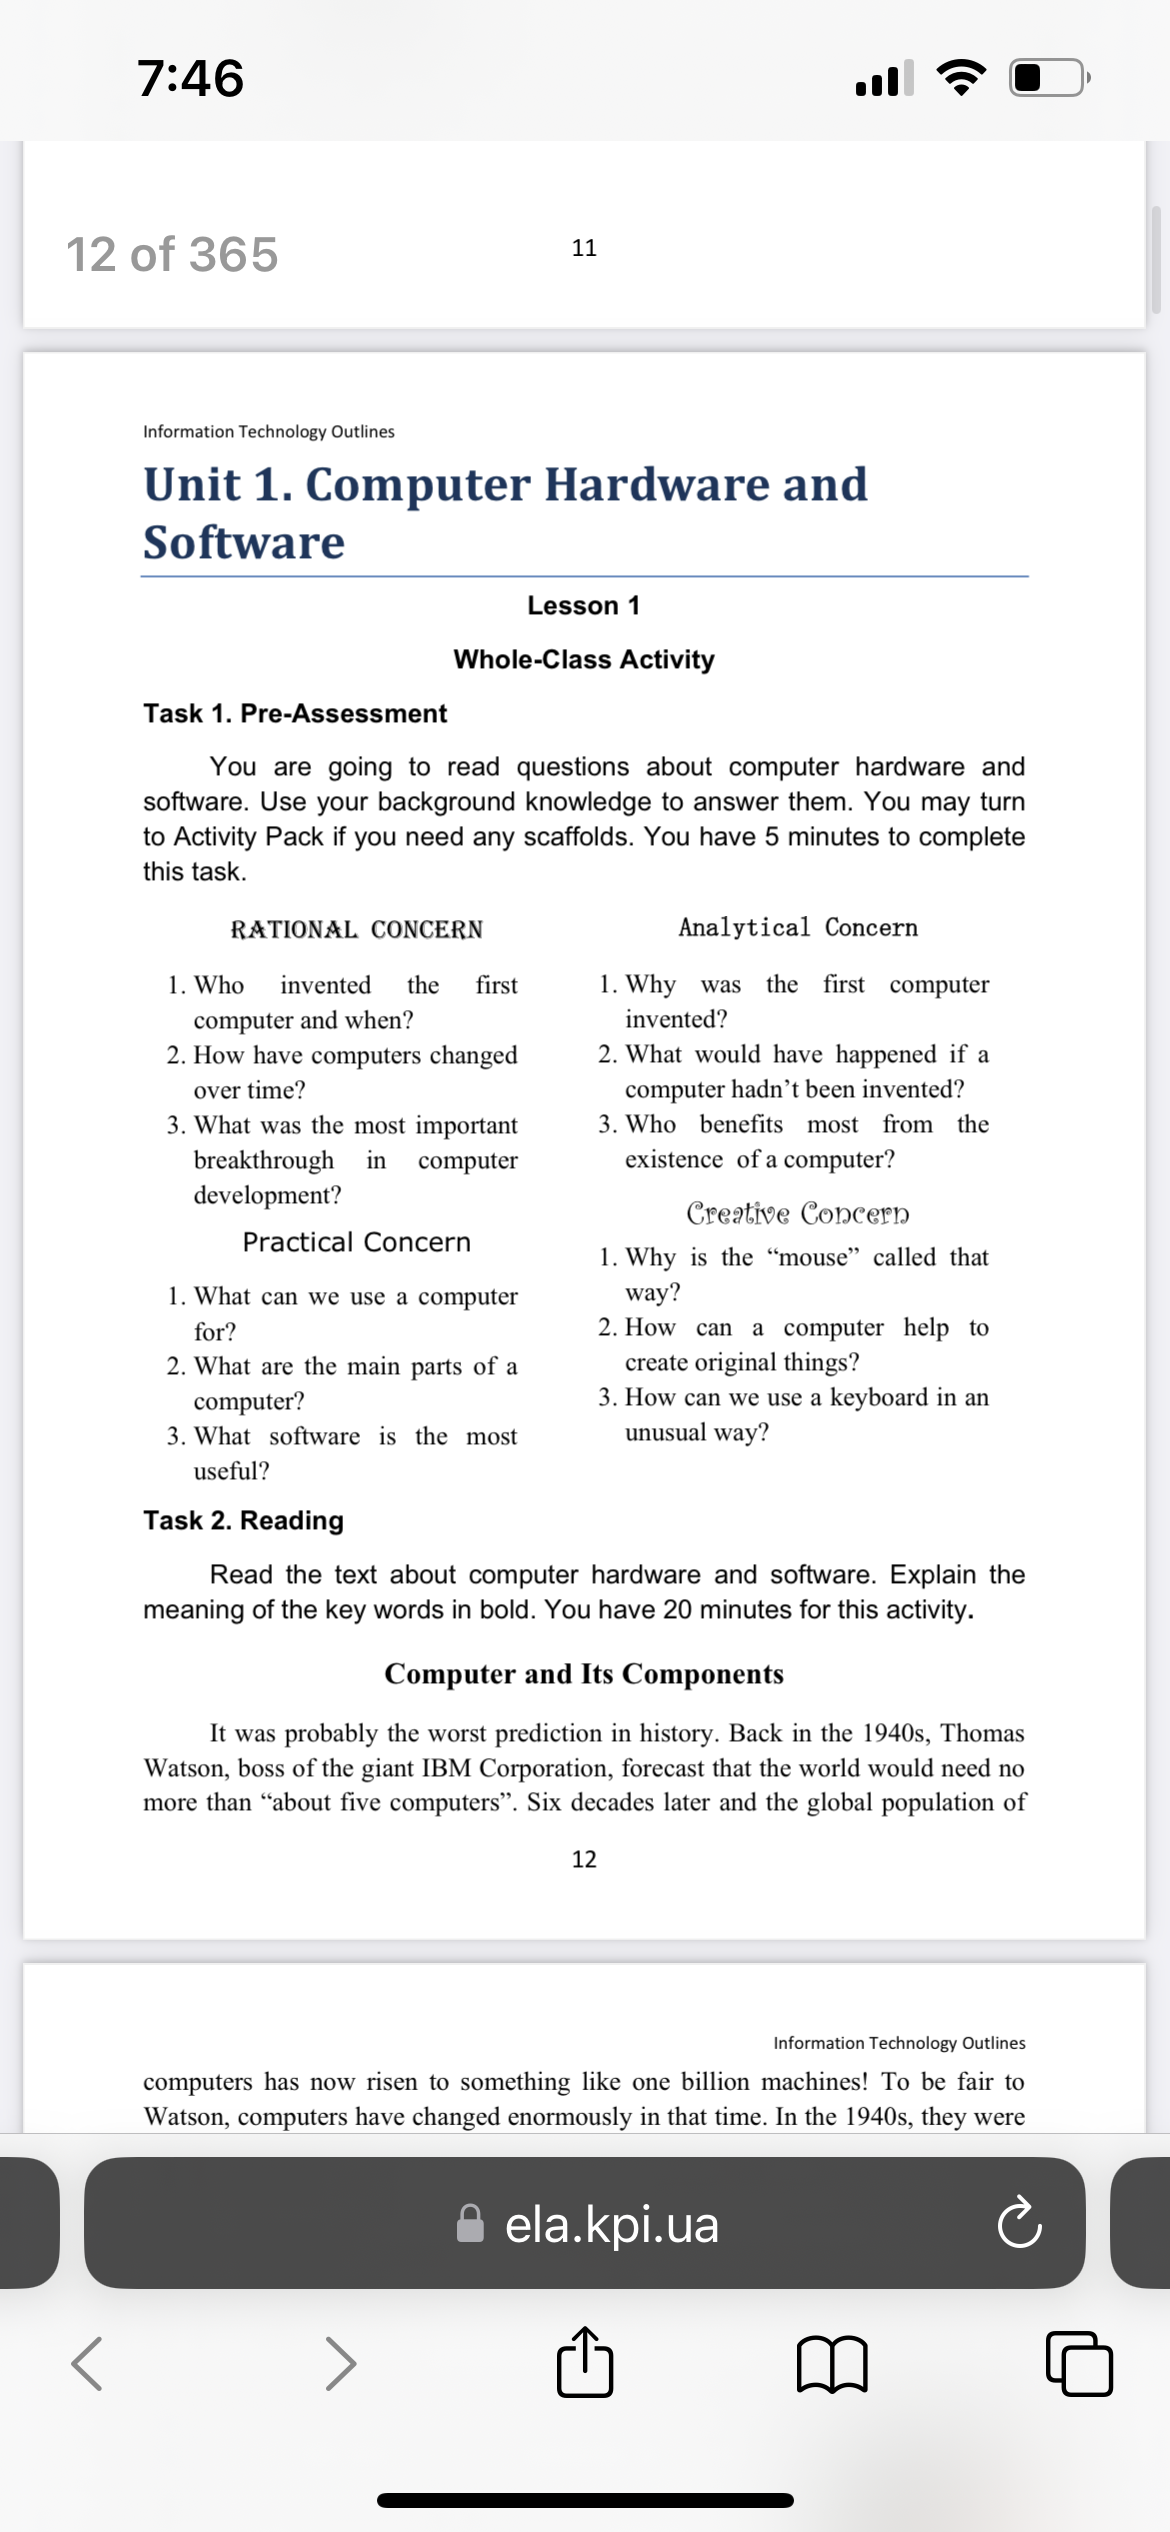 7:46
12 of 365
11
Information Technology Outlines
Unit 1. Computer Hardware and
Software
Lesson 1
Whole-Class Activity
Task 1. Pre-Assessment
You are going to read questions about computer hardware and
software. Use your background knowledge to answer them. You may turn
to Activity Pack if you need any scaffolds. You have 5 minutes to complete
this task.
RATIONAL CONCERN
1. Who invented the first
computer and when?
2. How have computers changed
over time?
3. What was the most important
breakthrough in computer
development?
Practical Concern
1. What can we use a computer
for?
2. What are the main parts of a
computer?
3. What software is the most
useful?
Analytical Concern
1. Why was the first computer
invented?
2. What would have happened if a
computer hadn’t been invented?
3. Who benefits most from the
existence of a computer?
Creative Concern
1. Why is the “mouse” called that
way?
2. How can a computer help to
create original things?
3. How can we use a keyboard in an
unusual way?
Task 2. Reading
Read the text about computer hardware and software. Explain the
meaning of the key words in bold. You have 20 minutes for this activity.
Computer and Its Components
It was probably the worst prediction in history. Back in the 1940s, Thomas
Watson, boss of the giant IBM Corporation, forecast that the world would need no
more than “about five computers”. Six decades later and the global population of
12
Information Technology Outlines
computers has now risen to something like one billion machines! To be fair to
Watson, computers have changed enormously in that time. In the 1940s, they were
ela.kpi.ua